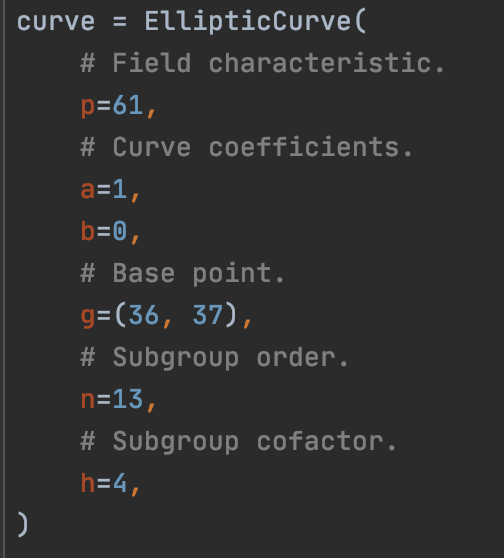 curve = EllipticCurve(
    # Field characteristic.
    p=61,
    # Curve coefficients.
    a=1,
    b=0,
    # Base point.
    g=(36, 37),
    # Subgroup order.
    n=13,
    # Subgroup cofactor.
    h=4,
)